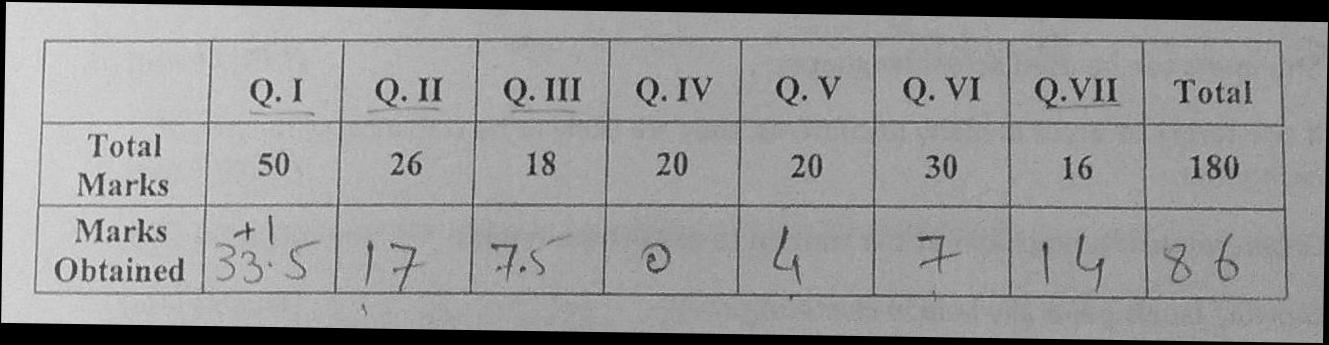 Q. I Q. II Q. III Q. IV Q. V Q. VI Q.VII Total
Total Marks 50 26 18 20 20 30 16 180
Marks Obtained +1 33.5 17 7.5 0 4 7 14 86